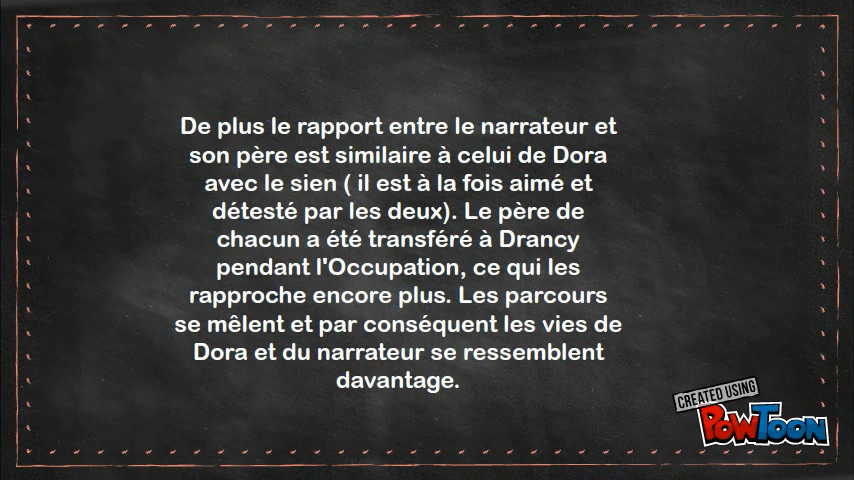 De plus le rapport entre le narrateur et
son père est similaire à celui de Dora
avec le sien ( il est à la fois aimé et
détesté par les deux). Le père de
chacun a été transféré à Drancy
pendant l'Occupation, ce qui les
rapproche encore plus. Les parcours
se mêlent et par conséquent les vies de
Dora et du narrateur se ressemblent
davantage.
CREATED USING
POWTOON